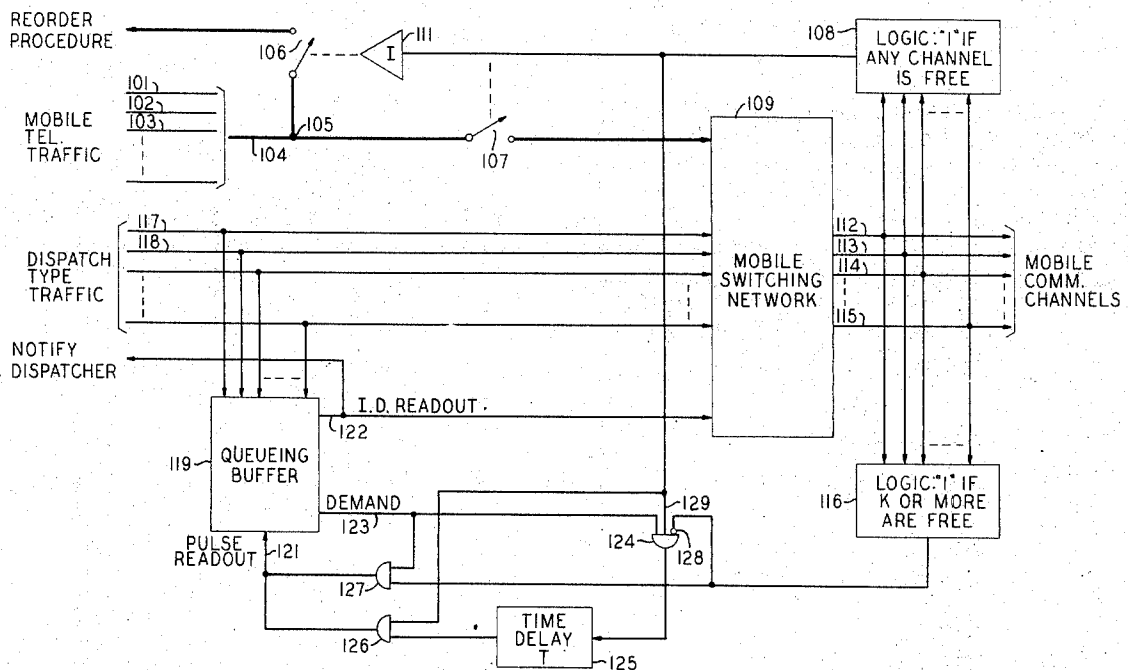 REORDER
PROCEDURE
106
I
111
108
LOGIC:"1" IF
ANY CHANNEL
IS FREE
101
102
103
MOBILE
TEL.
TRAFFIC
105
104
107
109
117
118
DISPATCH
TYPE
TRAFFIC
MOBILE
SWITCHING
NETWORK
112
113
114
115
MOBILE
COMM.
CHANNELS
NOTIFY
DISPATCHER
I.D. READOUT
122
119
QUEUEING
BUFFER
DEMAND
123
129
124
128
116
LOGIC:"1" IF
K OR MORE
ARE FREE
PULSE
READOUT
121
127
126
TIME
DELAY
T
125